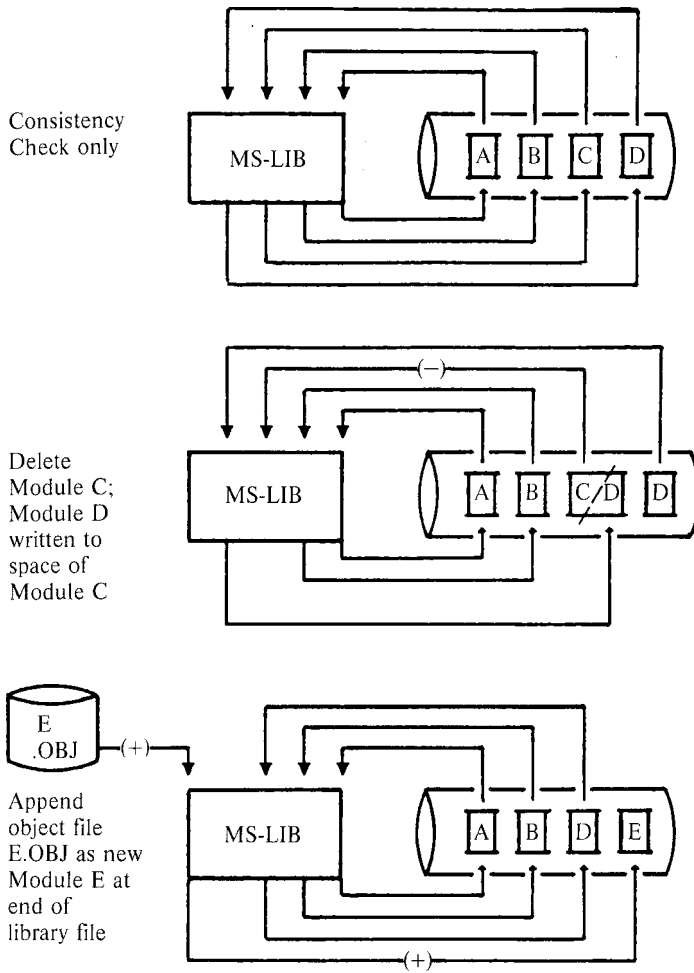 Consistency
Check only
MS-LIB
A B C D
(−)
Delete
Module C;
Module D
written to
space of
Module C
MS-LIB
A B C/D D
E
.OBJ
(+)
Append
object file
E.OBJ as new
Module E at
end of
library file
MS-LIB
A B D E
(+)